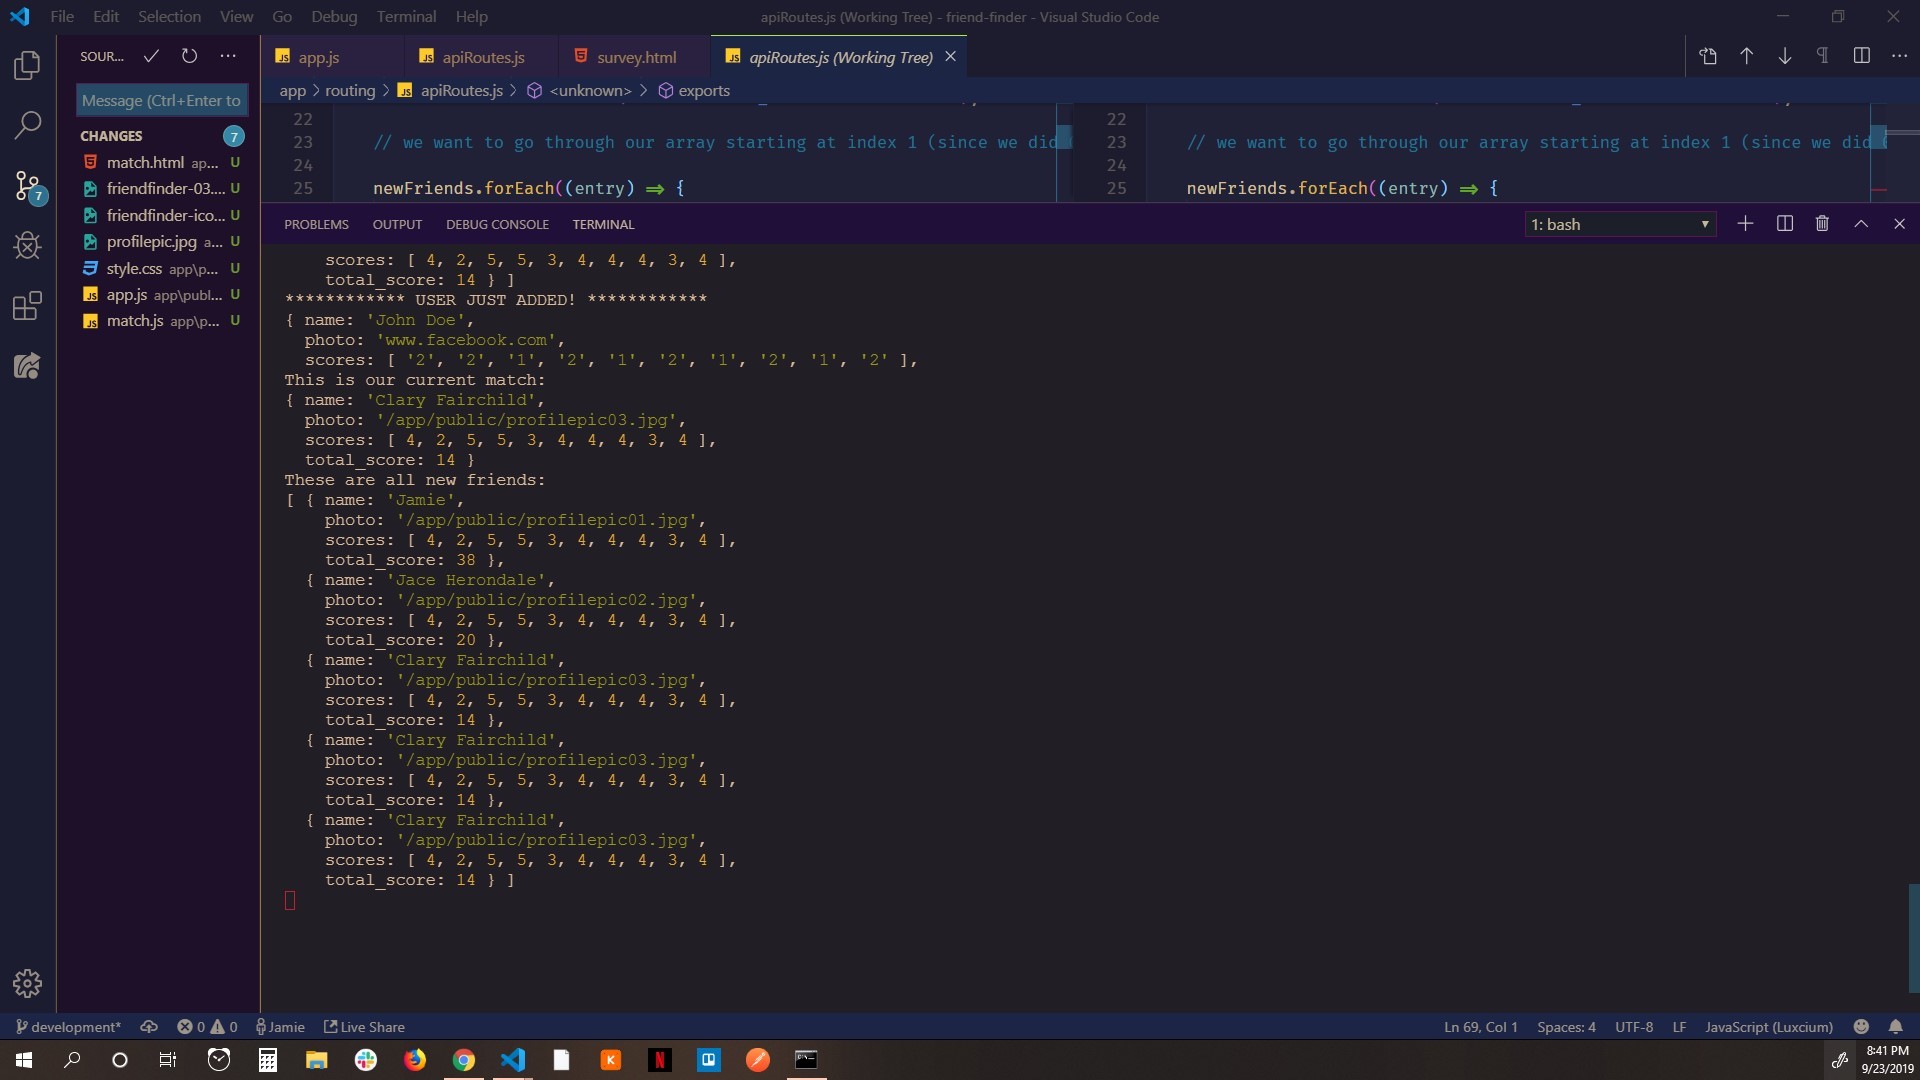 File Edit Selection View Go Debug Terminal Help
apiRoutes.js (Working Tree) - friend-finder - Visual Studio Code
SOUR...
app.js
apiRoutes.js
survey.html
apiRoutes.js (Working Tree)
Message (Ctrl+Enter to
app > routing > apiRoutes.js > <unknown> > exports
CHANGES 7
match.html ap... U
friendfinder-03.... U
friendfinder-ico... U
profilepic.jpg a... U
style.css app\p... U
app.js app\publ... U
match.js app\p... U
7
22
23 // we want to go through our array starting at index 1 (since we did
24
25 newFriends.forEach((entry) => {
22
23 // we want to go through our array starting at index 1 (since we did
24
25 newFriends.forEach((entry) => {
PROBLEMS OUTPUT DEBUG CONSOLE TERMINAL
1: bash
scores: [ 4, 2, 5, 5, 3, 4, 4, 4, 3, 4 ],
total_score: 14 } ]
************ USER JUST ADDED! ************
{ name: 'John Doe',
photo: 'www.facebook.com',
scores: [ '2', '2', '1', '2', '1', '2', '1', '2', '1', '2' ],
This is our current match:
{ name: 'Clary Fairchild',
photo: '/app/public/profilepic03.jpg',
scores: [ 4, 2, 5, 5, 3, 4, 4, 4, 3, 4 ],
total_score: 14 }
These are all new friends:
[ { name: 'Jamie',
photo: '/app/public/profilepic01.jpg',
scores: [ 4, 2, 5, 5, 3, 4, 4, 4, 3, 4 ],
total_score: 38 },
{ name: 'Jace Herondale',
photo: '/app/public/profilepic02.jpg',
scores: [ 4, 2, 5, 5, 3, 4, 4, 4, 3, 4 ],
total_score: 20 },
{ name: 'Clary Fairchild',
photo: '/app/public/profilepic03.jpg',
scores: [ 4, 2, 5, 5, 3, 4, 4, 4, 3, 4 ],
total_score: 14 },
{ name: 'Clary Fairchild',
photo: '/app/public/profilepic03.jpg',
scores: [ 4, 2, 5, 5, 3, 4, 4, 4, 3, 4 ],
total_score: 14 },
{ name: 'Clary Fairchild',
photo: '/app/public/profilepic03.jpg',
scores: [ 4, 2, 5, 5, 3, 4, 4, 4, 3, 4 ],
total_score: 14 } ]
development* 0 0 Jamie Live Share
Ln 69, Col 1 Spaces: 4 UTF-8 LF JavaScript (Luxcium)
8:41 PM
9/23/2019